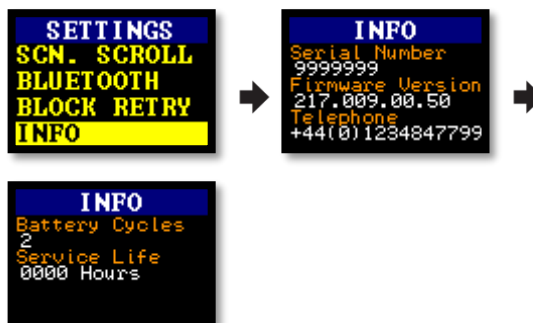 SETTINGS
SCN. SCROLL
BLUETOOTH
BLOCK RETRY
INFO
INFO
Serial Number
9999999
Firmware Version
217.009.00.50
Telephone
+44(0)1234847799
INFO
Battery Cycles
2
Service Life
0000 Hours